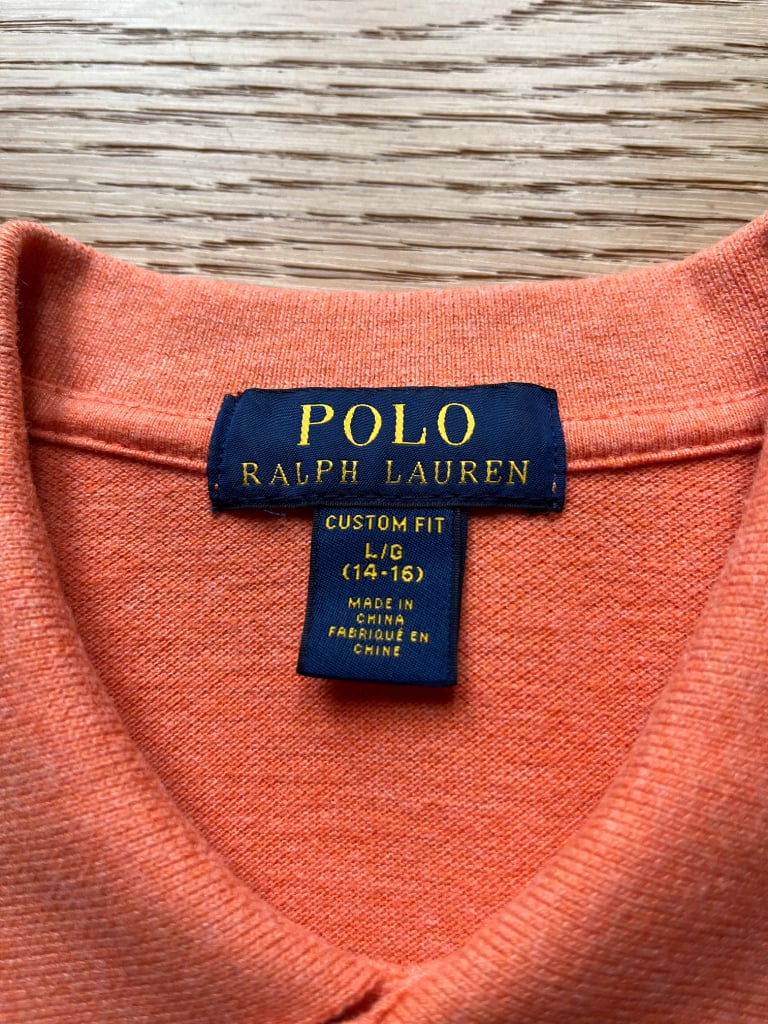 POLO
RALPH LAUREN
CUSTOM FIT
L/G
(14-16)
MADE IN
CHINA
FABRIQUÉ EN
CHINE